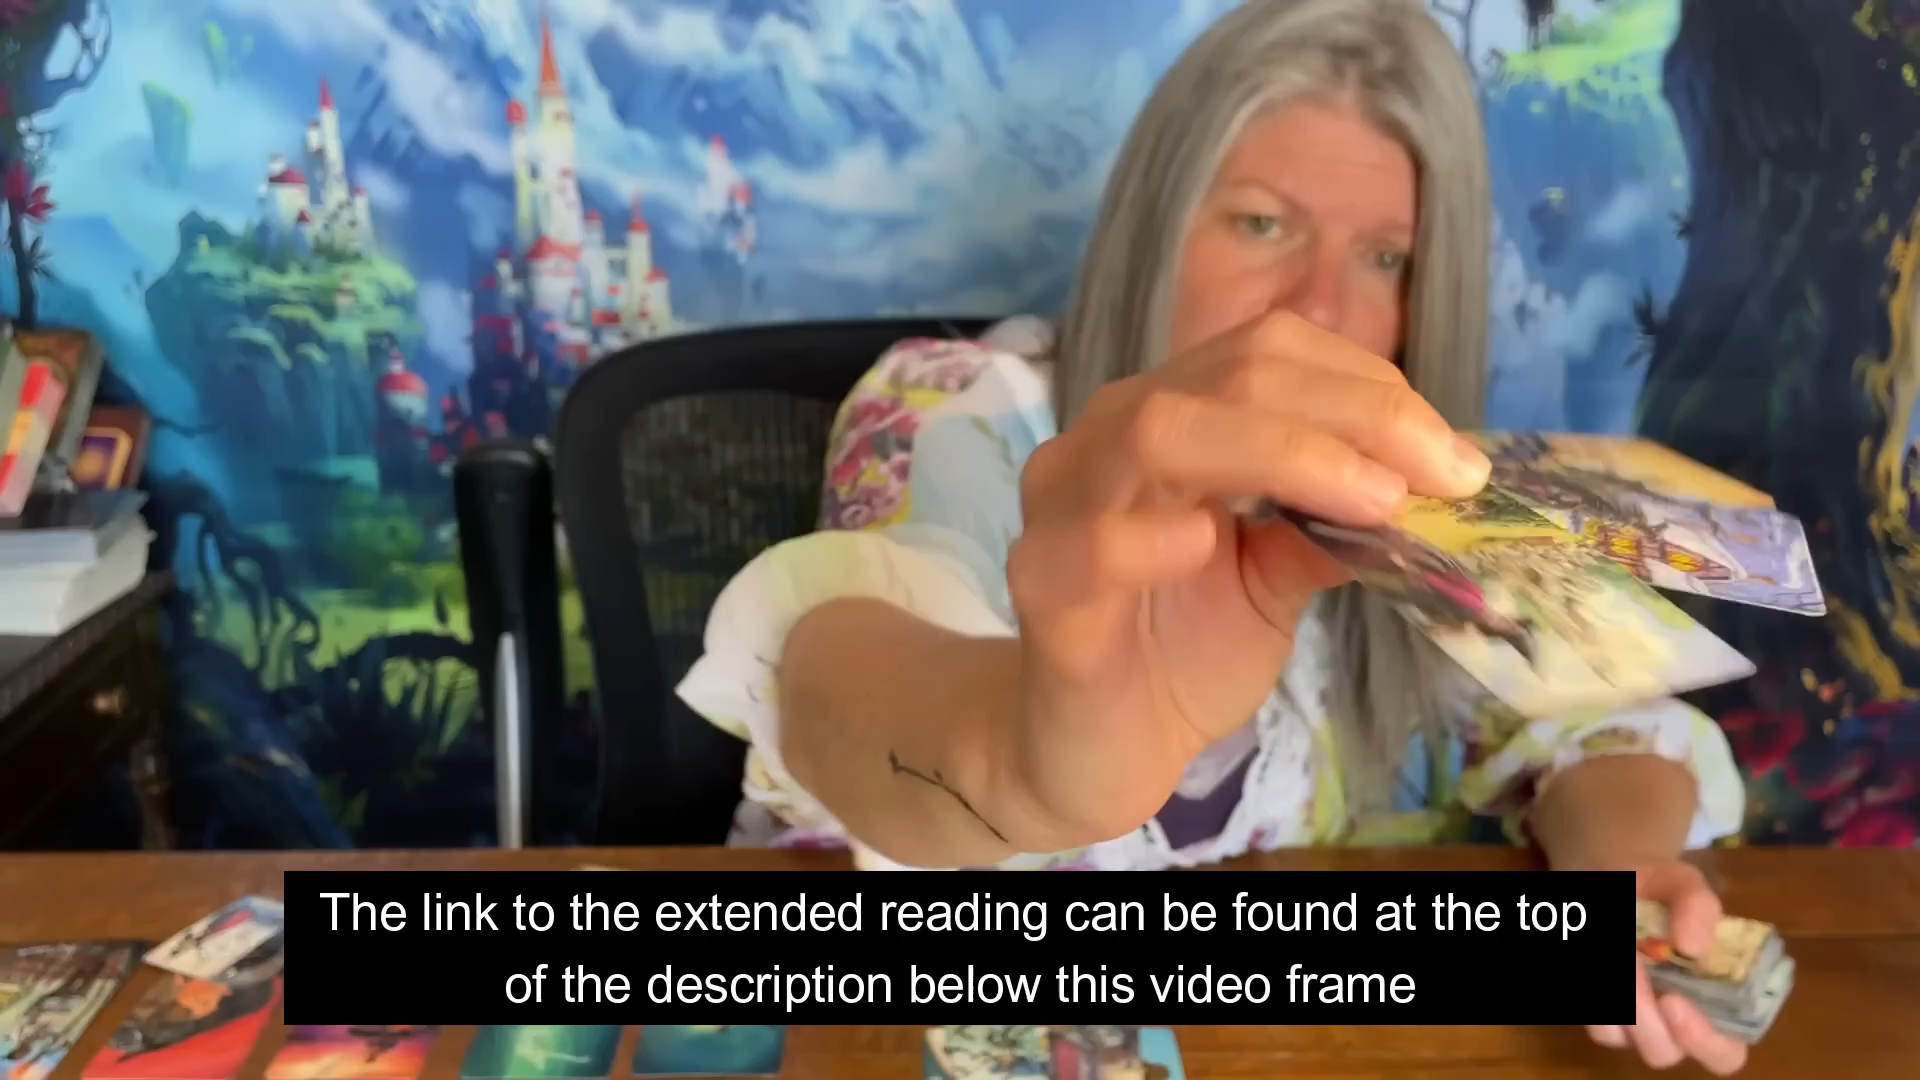 The link to the extended reading can be found at the top
of the description below this video frame